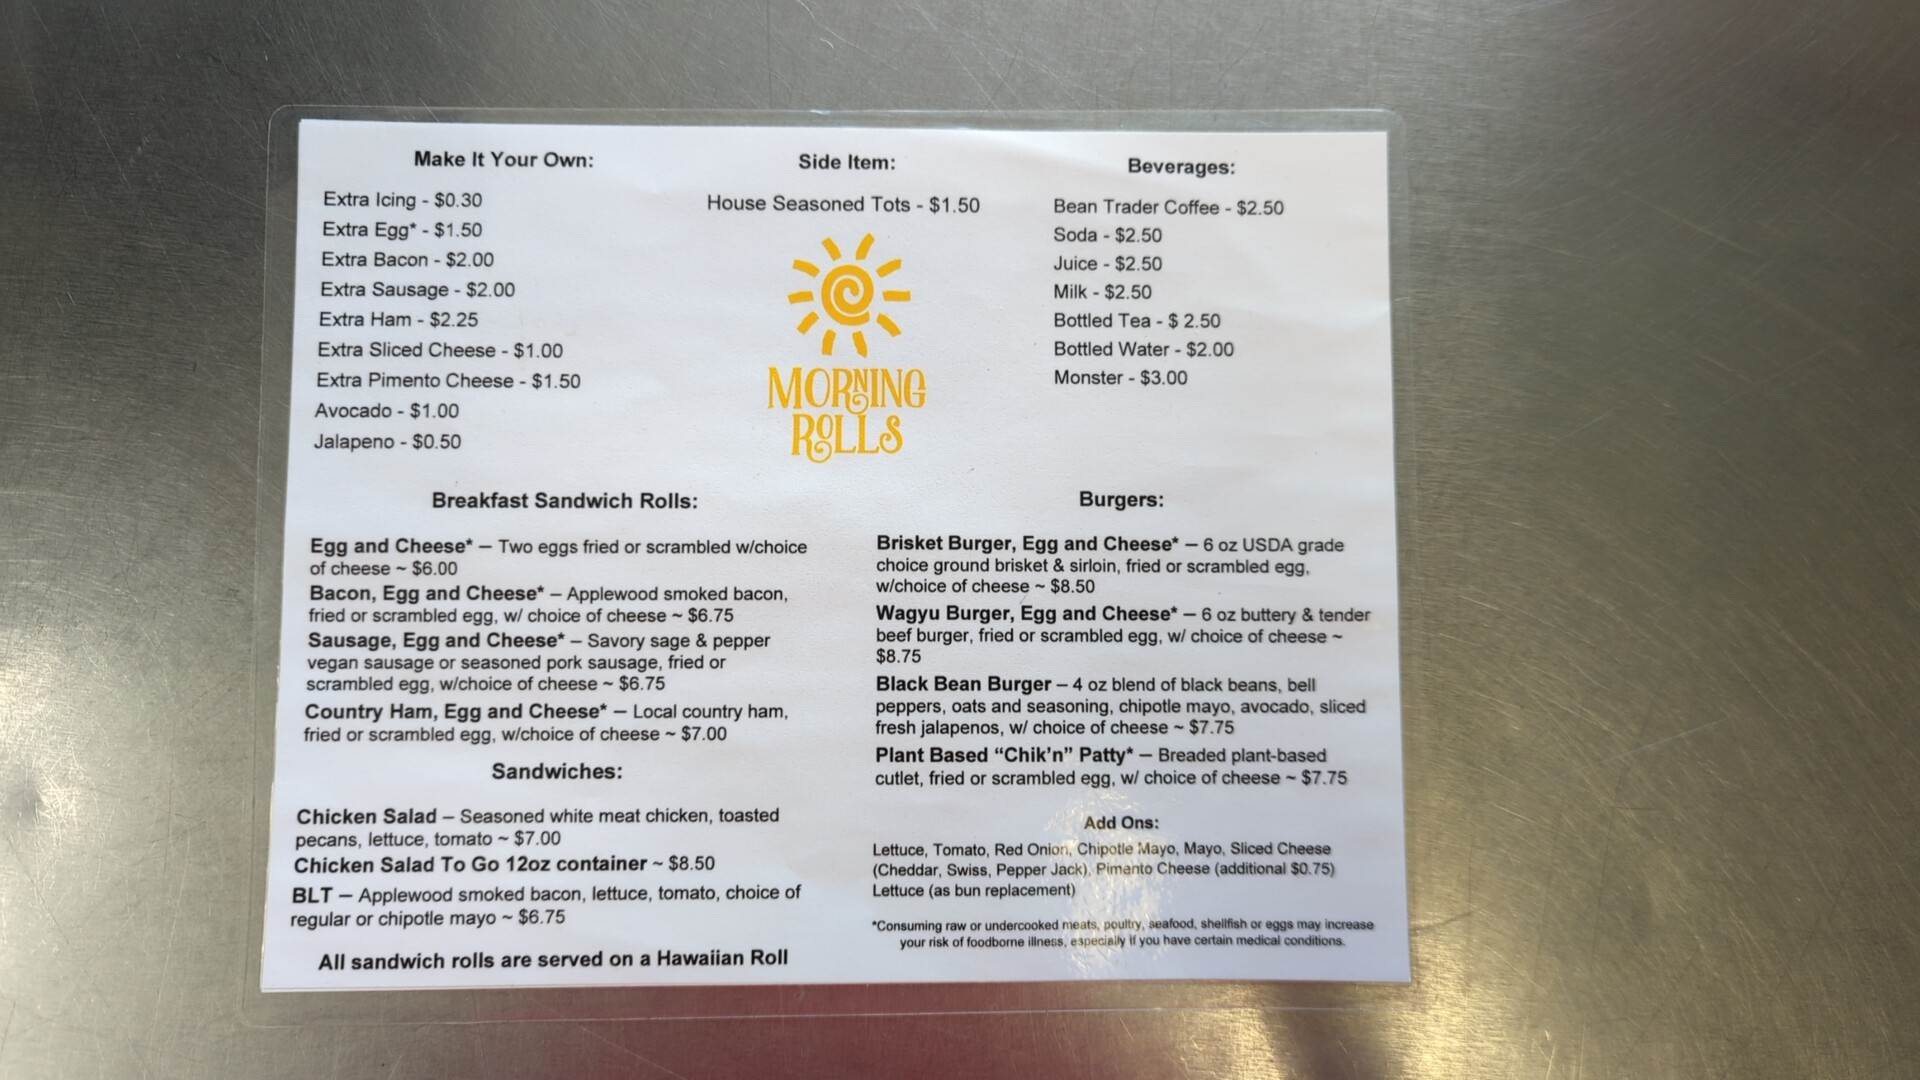 Make It Your Own:
Extra Icing - $0.30
Extra Egg* - $1.50
Extra Bacon - $2.00
Extra Sausage - $2.00
Extra Ham - $2.25
Extra Sliced Cheese - $1.00
Extra Pimento Cheese - $1.50
Avocado - $1.00
Jalapeno - $0.50
Side Item:
House Seasoned Tots - $1.50
MORNING
ROLLS
Beverages:
Bean Trader Coffee - $2.50
Soda - $2.50
Juice - $2.50
Milk - $2.50
Bottled Tea - $ 2.50
Bottled Water - $2.00
Monster - $3.00
Breakfast Sandwich Rolls:
Egg and Cheese* – Two eggs fried or scrambled w/choice
of cheese ~ $6.00
Bacon, Egg and Cheese* – Applewood smoked bacon,
fried or scrambled egg, w/ choice of cheese ~ $6.75
Sausage, Egg and Cheese* – Savory sage & pepper
vegan sausage or seasoned pork sausage, fried or
scrambled egg, w/choice of cheese ~ $6.75
Country Ham, Egg and Cheese* – Local country ham,
fried or scrambled egg, w/choice of cheese ~ $7.00
Sandwiches:
Chicken Salad – Seasoned white meat chicken, toasted
pecans, lettuce, tomato ~ $7.00
Chicken Salad To Go 12oz container ~ $8.50
BLT – Applewood smoked bacon, lettuce, tomato, choice of
regular or chipotle mayo ~ $6.75
All sandwich rolls are served on a Hawaiian Roll
Burgers:
Brisket Burger, Egg and Cheese* – 6 oz USDA grade
choice ground brisket & sirloin, fried or scrambled egg,
w/choice of cheese ~ $8.50
Wagyu Burger, Egg and Cheese* – 6 oz buttery & tender
beef burger, fried or scrambled egg, w/ choice of cheese ~
$8.75
Black Bean Burger – 4 oz blend of black beans, bell
peppers, oats and seasoning, chipotle mayo, avocado, sliced
fresh jalapenos, w/ choice of cheese ~ $7.75
Plant Based “Chik’n” Patty* – Breaded plant-based
cutlet, fried or scrambled egg, w/ choice of cheese ~ $7.75
Add Ons:
Lettuce, Tomato, Red Onion, Chipotle Mayo, Mayo, Sliced Cheese
(Cheddar, Swiss, Pepper Jack), Pimanto Cheese (additional $0.75)
Lettuce (as bun replacement)
*Consuming raw or undercooked meats, poultry, seafood, shellfish or eggs may increase
your risk of foodborne illness, especially if you have certain medical conditions.